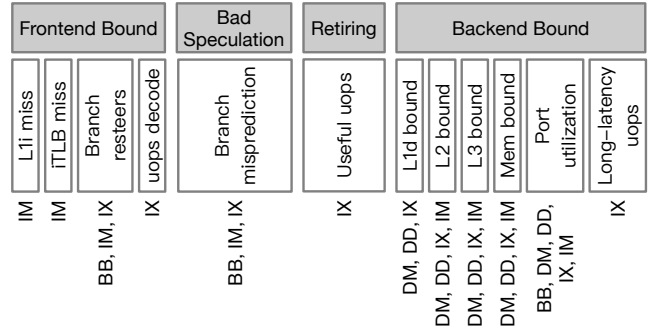 Frontend Bound
Bad
Speculation
Retiring
Backend Bound
L1i miss
iTLB miss
Branch
resteers
uops decode
Branch
misprediction
Useful uops
L1d bound
L2 bound
L3 bound
Mem bound
Port
utilization
Long−latency
uops
IM
IM
BB, IM, IX
IX
BB, IM, IX
IX
DM, DD, IX
DM, DD, IX, IM
DM, DD, IX, IM
DM, DD, IX, IM
BB, DM, DD,
IX, IM
IX